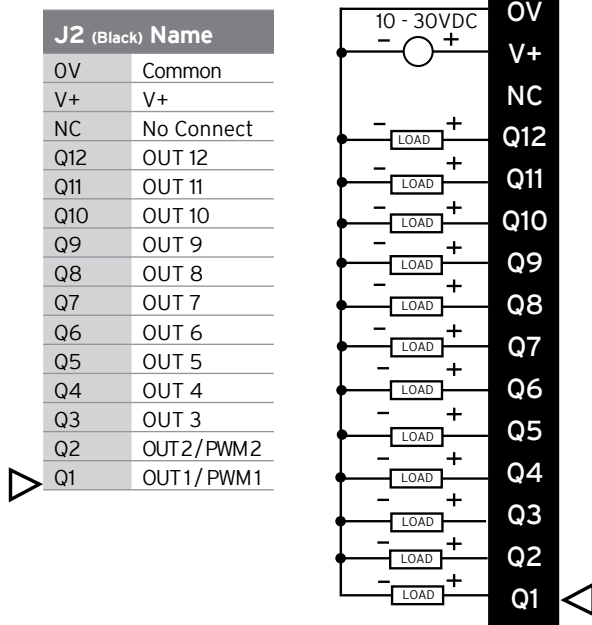 J2 (Black) Name
0V Common
V+ V+
NC No Connect
Q12 OUT 12
Q11 OUT 11
Q10 OUT 10
Q9 OUT 9
Q8 OUT 8
Q7 OUT 7
Q6 OUT 6
Q5 OUT 5
Q4 OUT 4
Q3 OUT 3
Q2 OUT2/PWM2
Q1 OUT1/PWM1
0V
10 - 30VDC
- + V+
NC
- LOAD + Q12
- LOAD + Q11
- LOAD + Q10
- LOAD + Q9
- LOAD + Q8
- LOAD + Q7
- LOAD + Q6
- LOAD + Q5
- LOAD + Q4
- LOAD + Q3
- LOAD + Q2
- LOAD + Q1